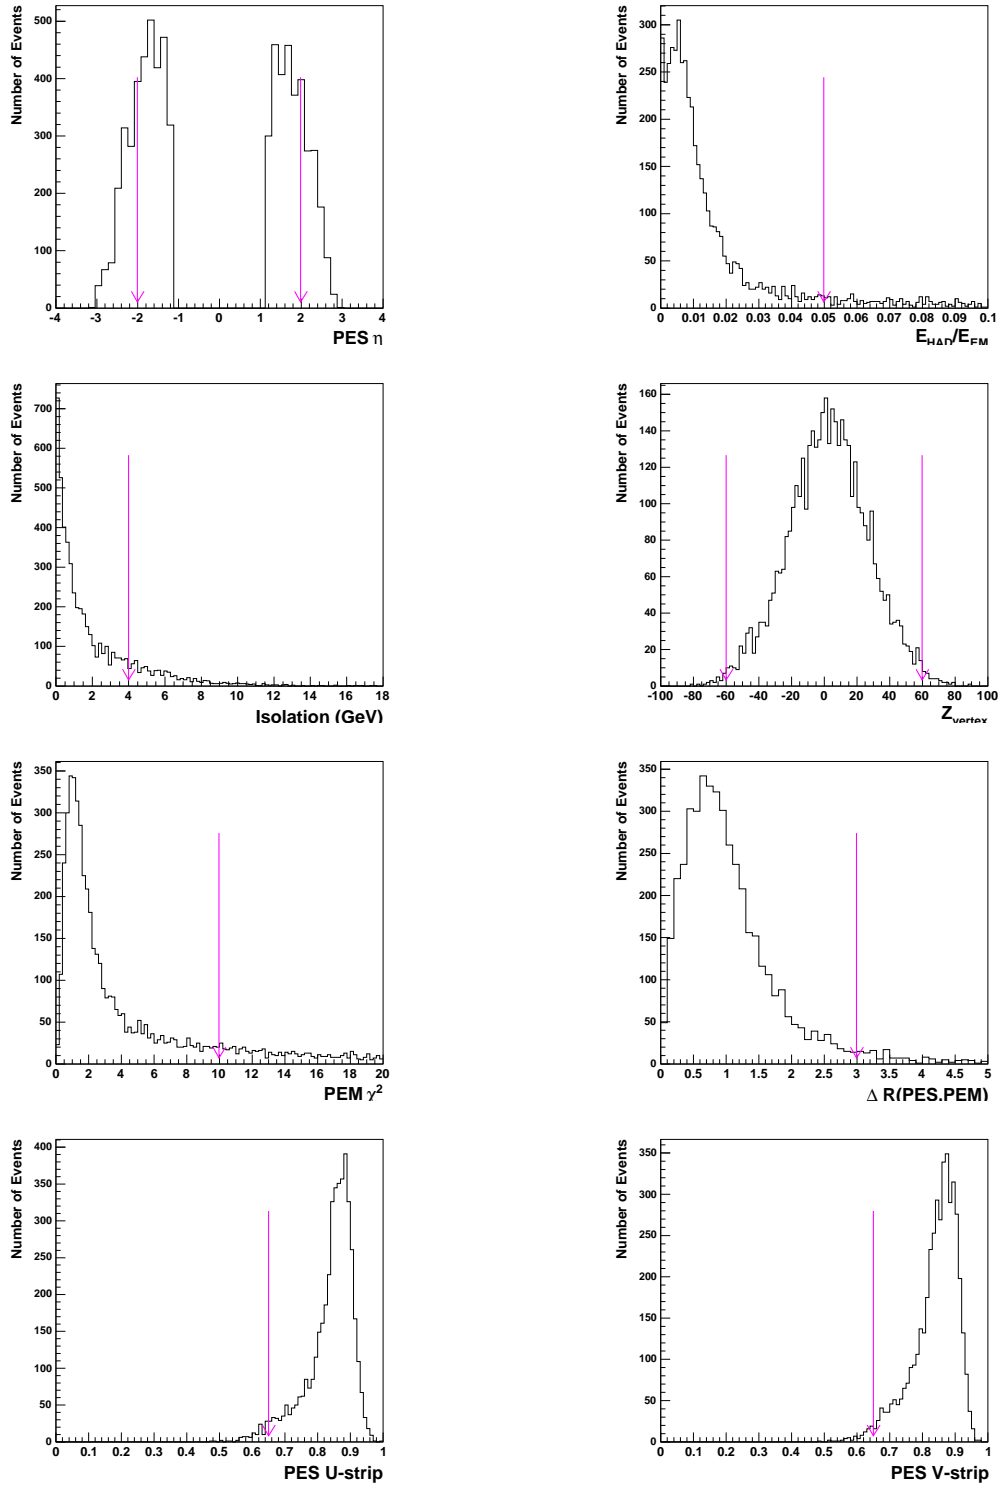 Number of Events
500
400
300
200
100
0
-4 -3 -2 -1 0 1 2 3 4
PES η
Number of Events
300
250
200
150
100
50
0
0 0.01 0.02 0.03 0.04 0.05 0.06 0.07 0.08 0.09 0.1
E_HAD/E_EM
Number of Events
700
600
500
400
300
200
100
0
0 2 4 6 8 10 12 14 16 18
Isolation (GeV)
Number of Events
160
140
120
100
80
60
40
20
0
-100 -80 -60 -40 -20 0 20 40 60 80 100
Z_vertex
Number of Events
350
300
250
200
150
100
50
0
0 2 4 6 8 10 12 14 16 18 20
PEM χ²
Number of Events
350
300
250
200
150
100
50
0
0 0.5 1 1.5 2 2.5 3 3.5 4 4.5 5
Δ R(PES,PEM)
Number of Events
400
350
300
250
200
150
100
50
0
0 0.1 0.2 0.3 0.4 0.5 0.6 0.7 0.8 0.9 1
PES U-strip
Number of Events
350
300
250
200
150
100
50
0
0 0.1 0.2 0.3 0.4 0.5 0.6 0.7 0.8 0.9 1
PES V-strip